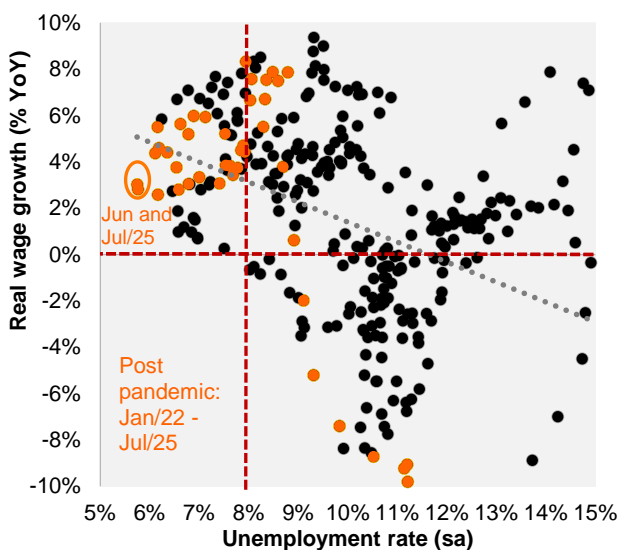 Real wage growth (% YoY)
10%
8%
6%
4%
2%
0%
-2%
-4%
-6%
-8%
-10%
Jun and
Jul/25
Post
pandemic:
Jan/22 -
Jul/25
5% 6% 7% 8% 9% 10% 11% 12% 13% 14% 15%
Unemployment rate (sa)